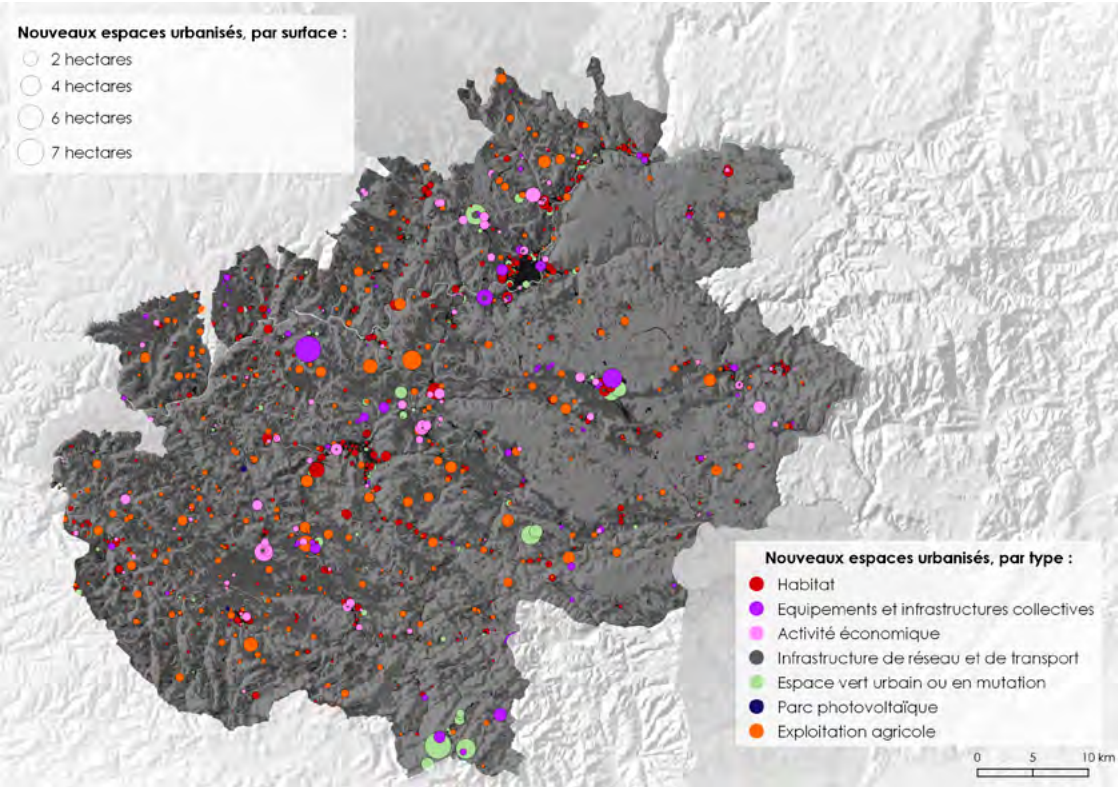 Nouveaux espaces urbanisés, par surface :
2 hectares
4 hectares
6 hectares
7 hectares
Nouveaux espaces urbanisés, par type :
Habitat
Equipements et infrastructures collectives
Activité économique
Infrastructure de réseau et de transport
Espace vert urbain ou en mutation
Parc photovoltaïque
Exploitation agricole
0 5 10 km